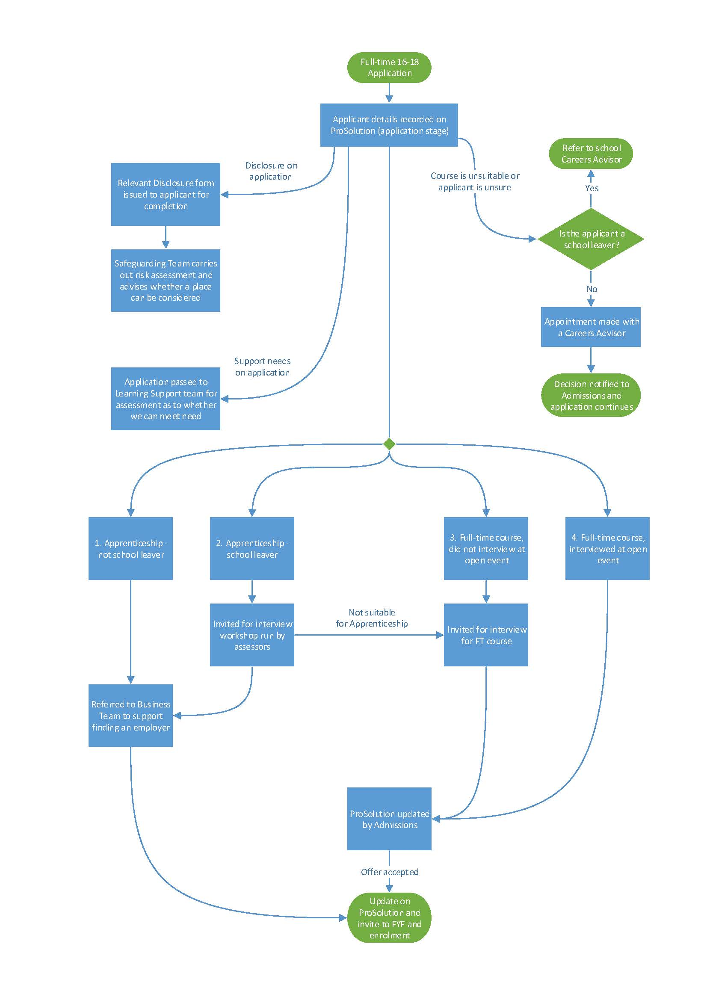 Full-time 16-18
Application
Applicant details recorded on
ProSolution (application stage)
Disclosure on
application
Relevant Disclosure form
issued to applicant for
completion
Safeguarding Team carries
out risk assessment and
advises whether a place
can be considered
Support needs
on application
Application passed to
Learning Support team for
assessment as to whether
we can meet need
Course is unsuitable or
applicant is unsure
Refer to school
Careers Advisor
Yes
Is the applicant a
school leaver?
No
Appointment made with
a Careers Advisor
Decision notified to
Admissions and
application continues
1. Apprenticeship -
not school leaver
2. Apprenticeship -
school leaver
3. Full-time course,
did not interview at
open event
4. Full-time course,
interviewed at open
event
Invited for interview
workshop run by
assessors
Not suitable
for Apprenticeship
Invited for interview
for FT course
Referred to Business
Team to support
finding an employer
ProSolution updated
by Admissions
Offer accepted
Update on
ProSolution and
invite to FYF and
enrolment